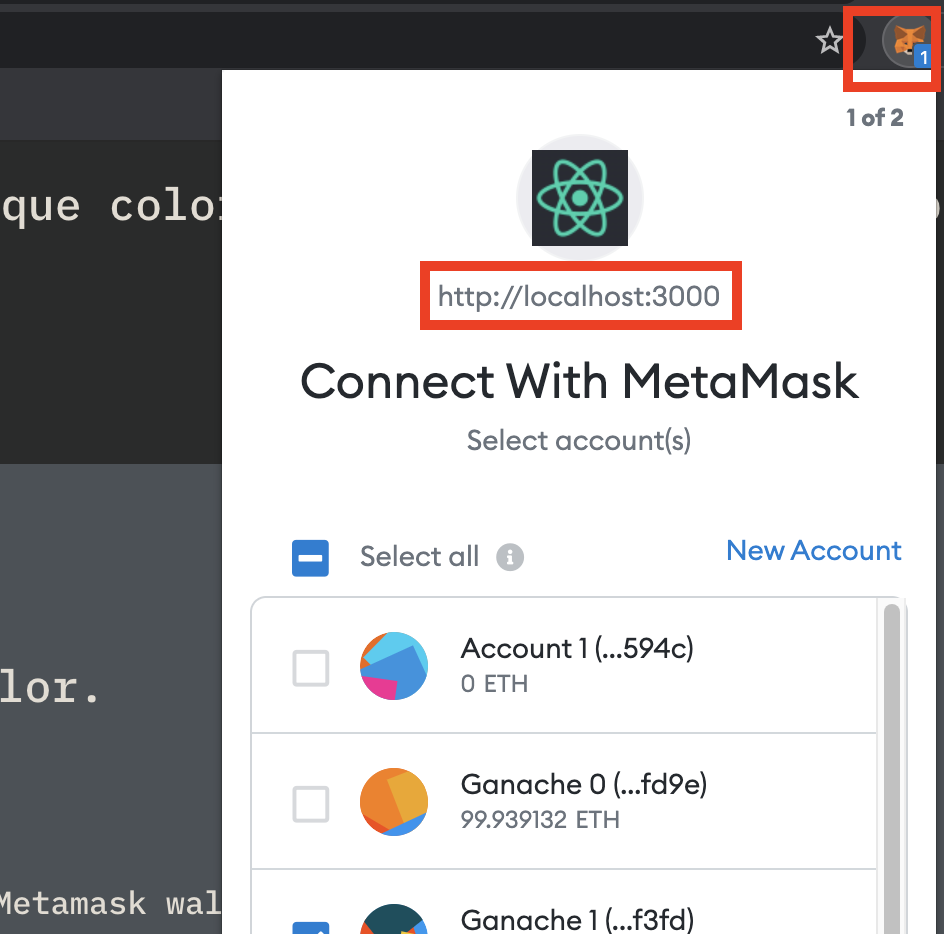 1
1 of 2
que color
http://localhost:3000
Connect With MetaMask
Select account(s)
Select all
New Account
Account 1 (...594c)
0 ETH
lor.
Ganache 0 (...fd9e)
99.939132 ETH
Metamask wal
Ganache 1 (...f3fd)